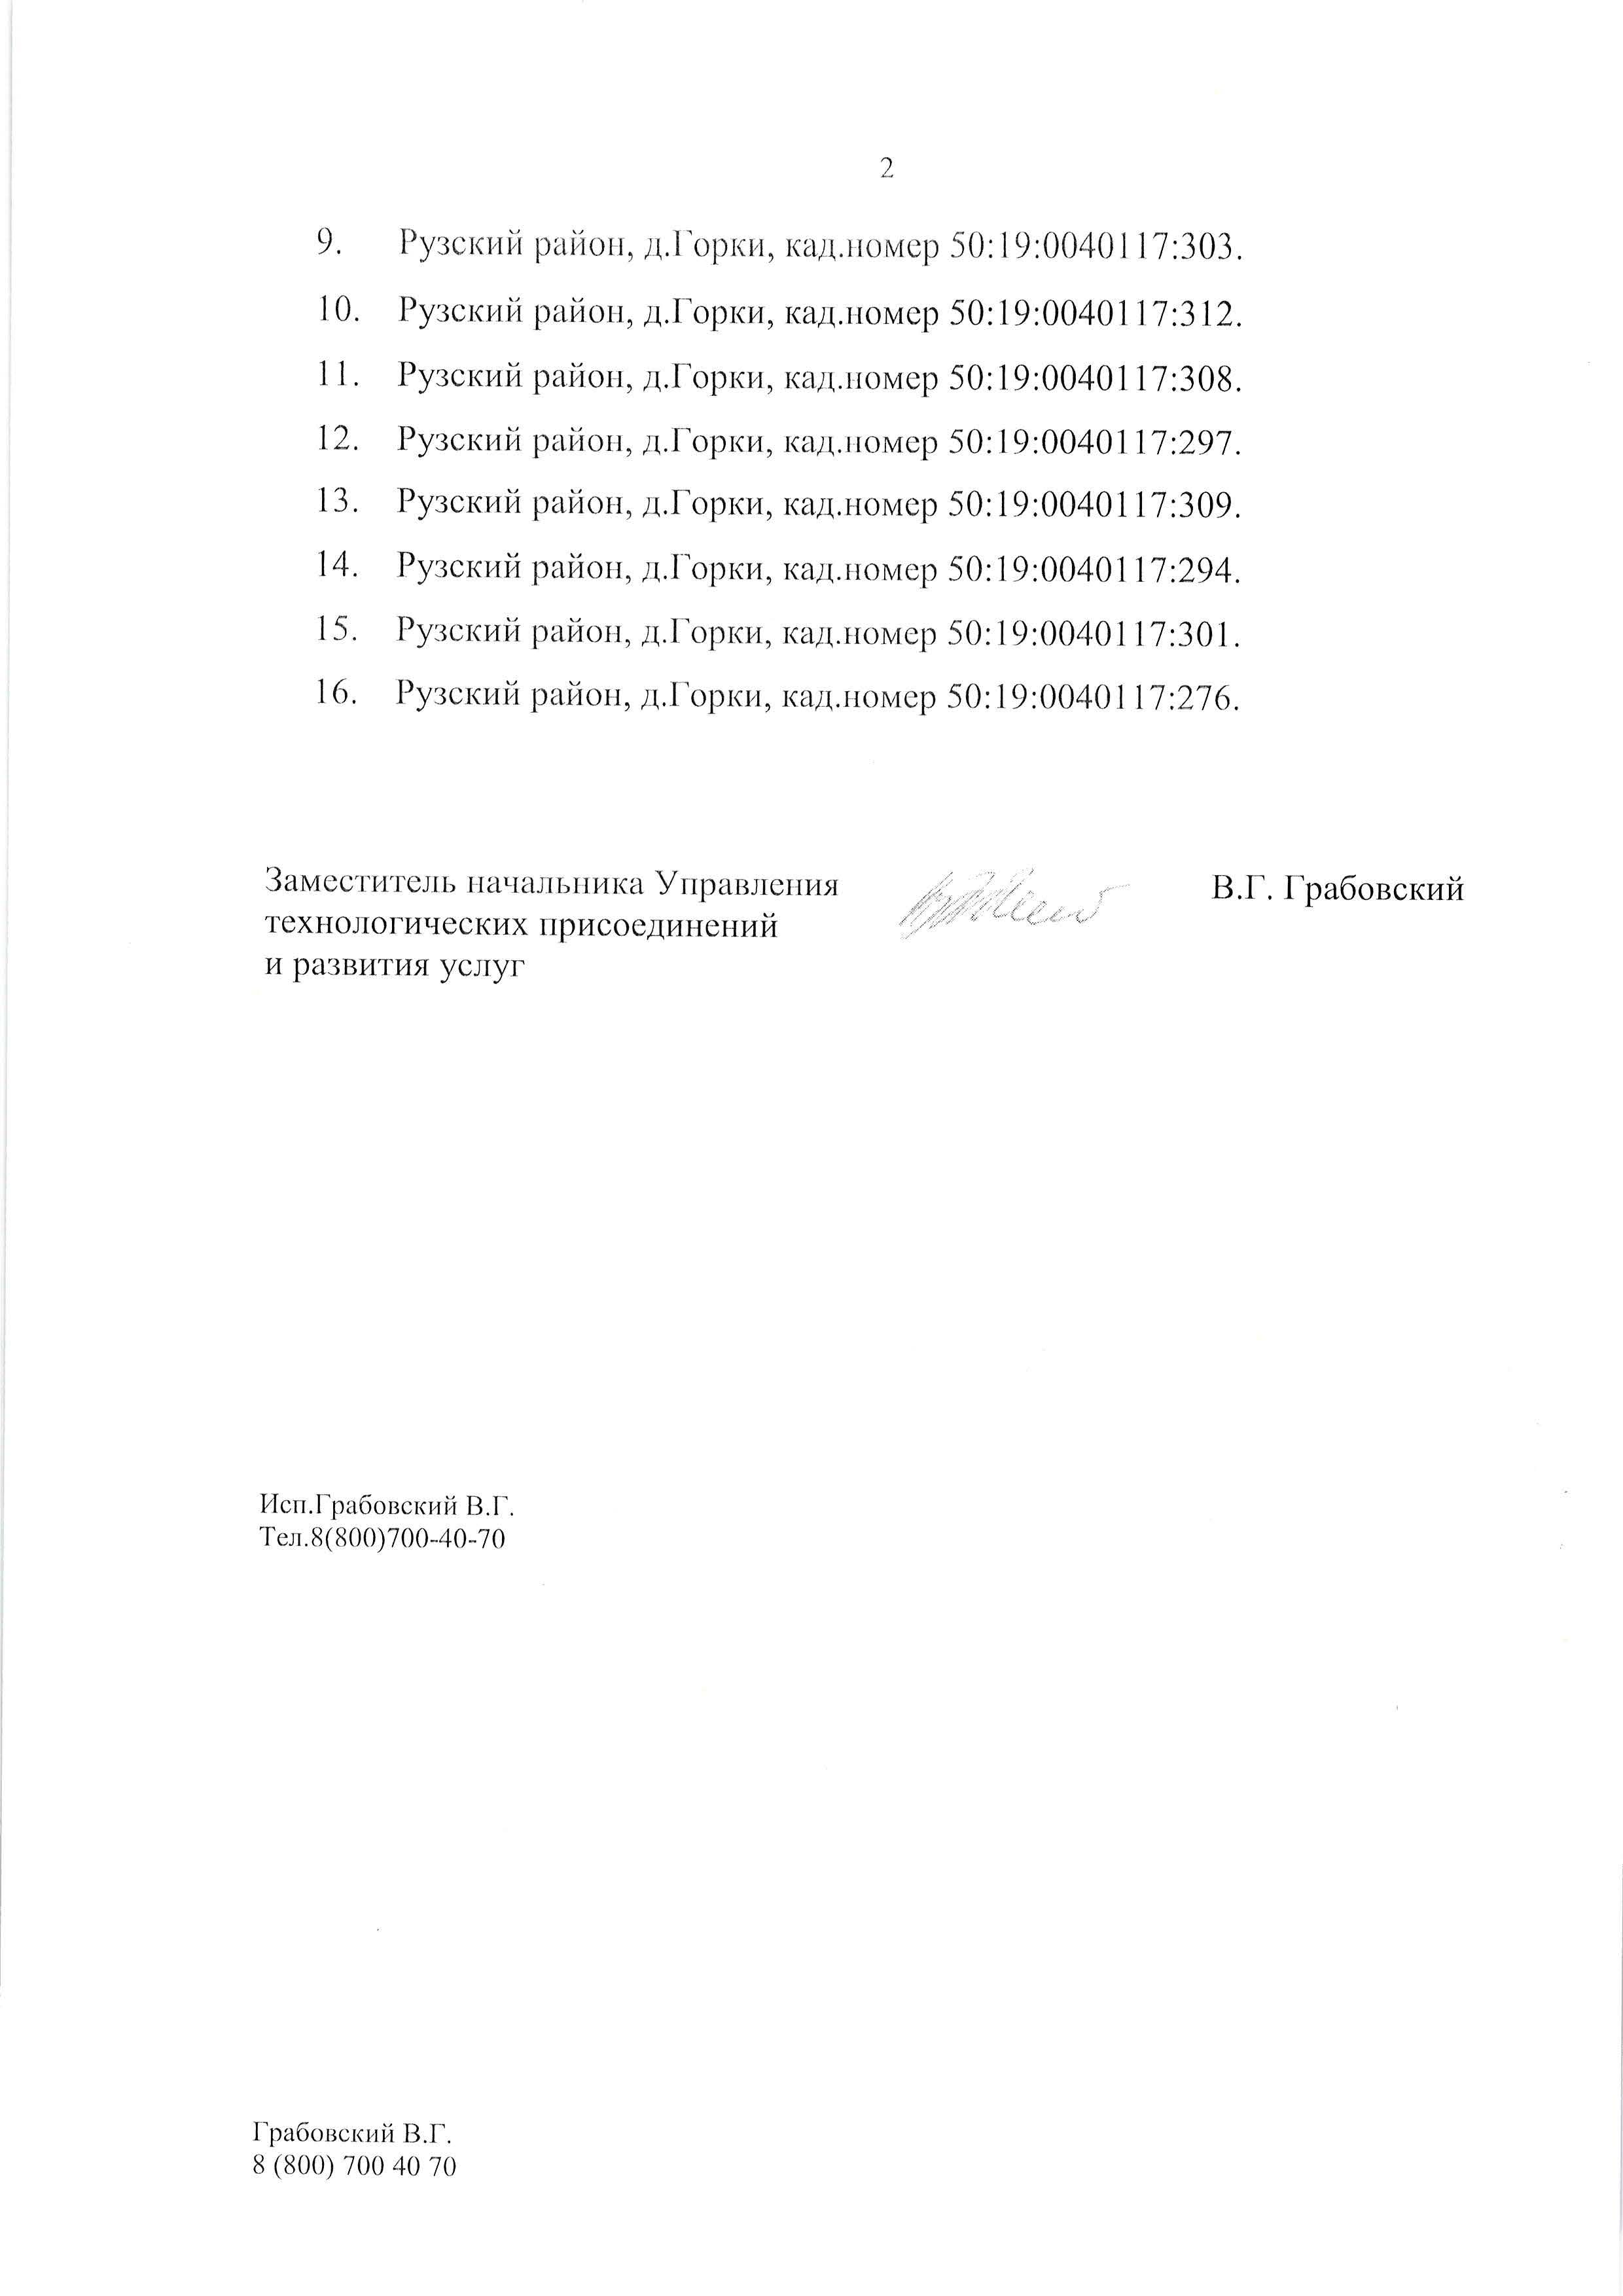 2
9. Рузский район, д.Горки, кад.номер 50:19:0040117:303.
10. Рузский район, д.Горки, кад.номер 50:19:0040117:312.
11. Рузский район, д.Горки, кад.номер 50:19:0040117:308.
12. Рузский район, д.Горки, кад.номер 50:19:0040117:297.
13. Рузский район, д.Горки, кад.номер 50:19:0040117:309.
14. Рузский район, д.Горки, кад.номер 50:19:0040117:294.
15. Рузский район, д.Горки, кад.номер 50:19:0040117:301.
16. Рузский район, д.Горки, кад.номер 50:19:0040117:276.
Заместитель начальника Управления В.Г. Грабовский
технологических присоединений
и развития услуг
Исп.Грабовский В.Г.
Тел.8(800)700-40-70
Грабовский В.Г.
8 (800) 700 40 70